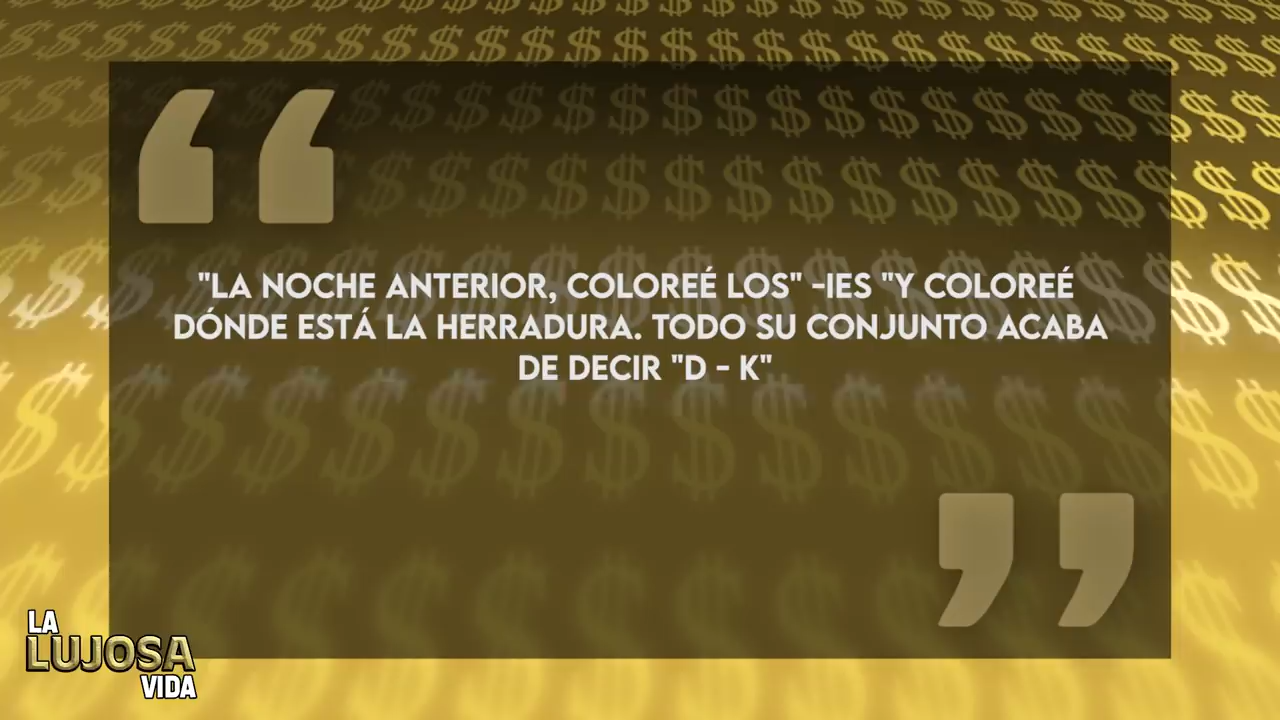 "LA NOCHE ANTERIOR, COLOREÉ LOS" -IES "Y COLOREÉ
DÓNDE ESTÁ LA HERRADURA. TODO SU CONJUNTO ACABA
DE DECIR "D - K"
LA
LUJOSA
VIDA